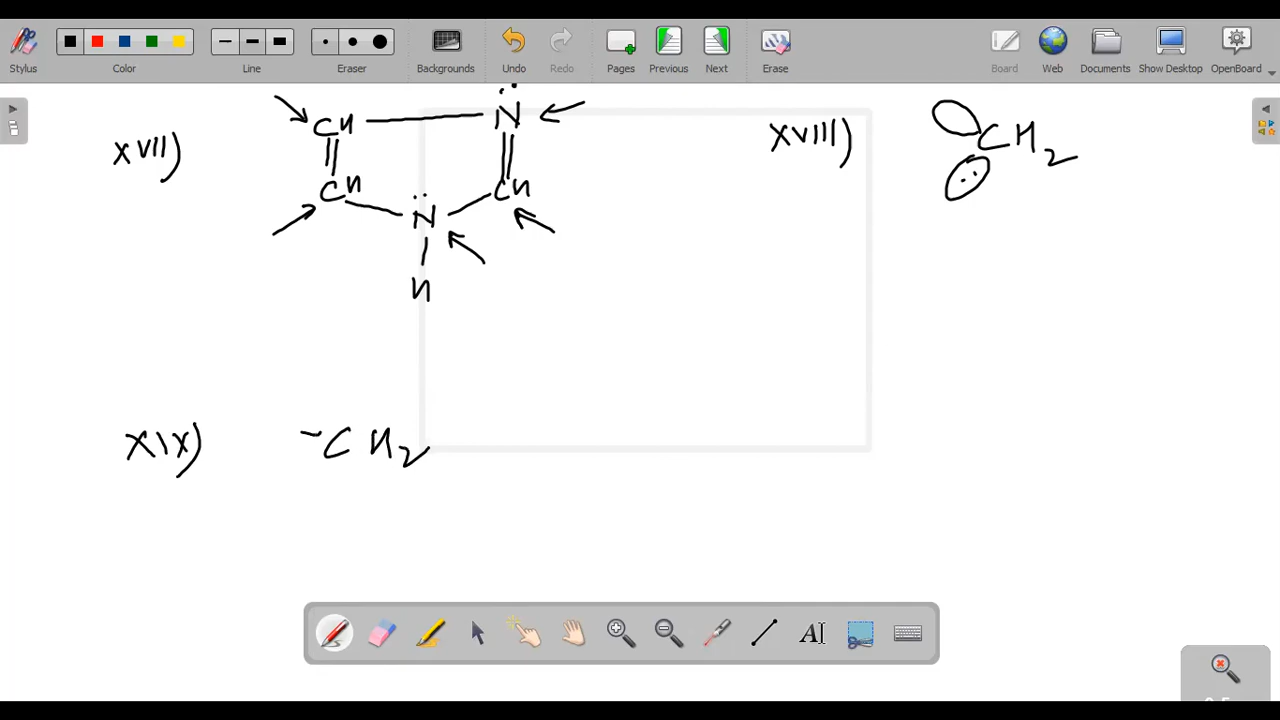 Stylus Color Line Eraser Backgrounds Undo Redo Pages Previous Next Erase Board Web Documents Show Desktop OpenBoard
xvii)
CH N̈
CH N̈ CH
H
xviii) CH₂
xix) ⁻CH₂